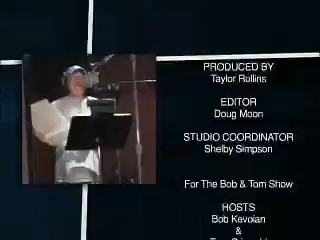 PRODUCED BY
Taylor Rollins
EDITOR
Doug Moon
STUDIO COORDINATOR
Shelby Simpson
For The Bob & Tom Show
HOSTS
Bob Kevoian
&